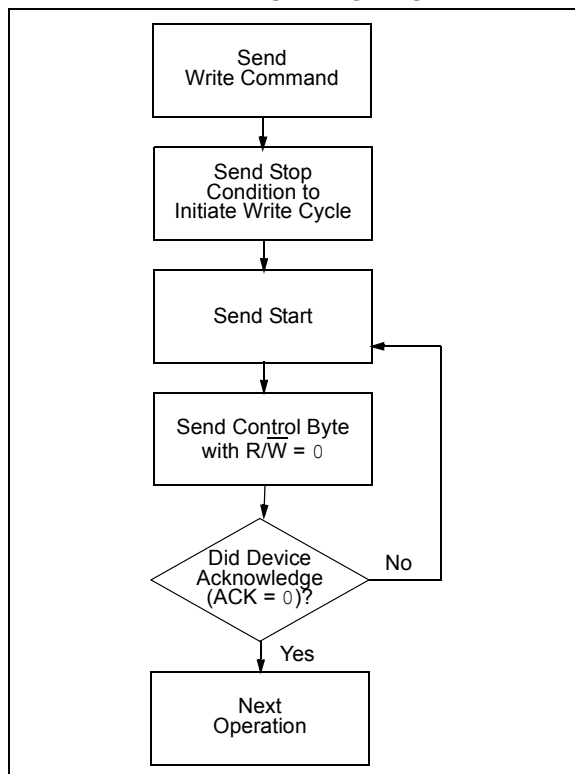 Send
Write Command
Send Stop
Condition to
Initiate Write Cycle
Send Start
Send Control Byte
with R/W̅ = 0
Did Device
Acknowledge
(ACK = 0)?
No
Yes
Next
Operation